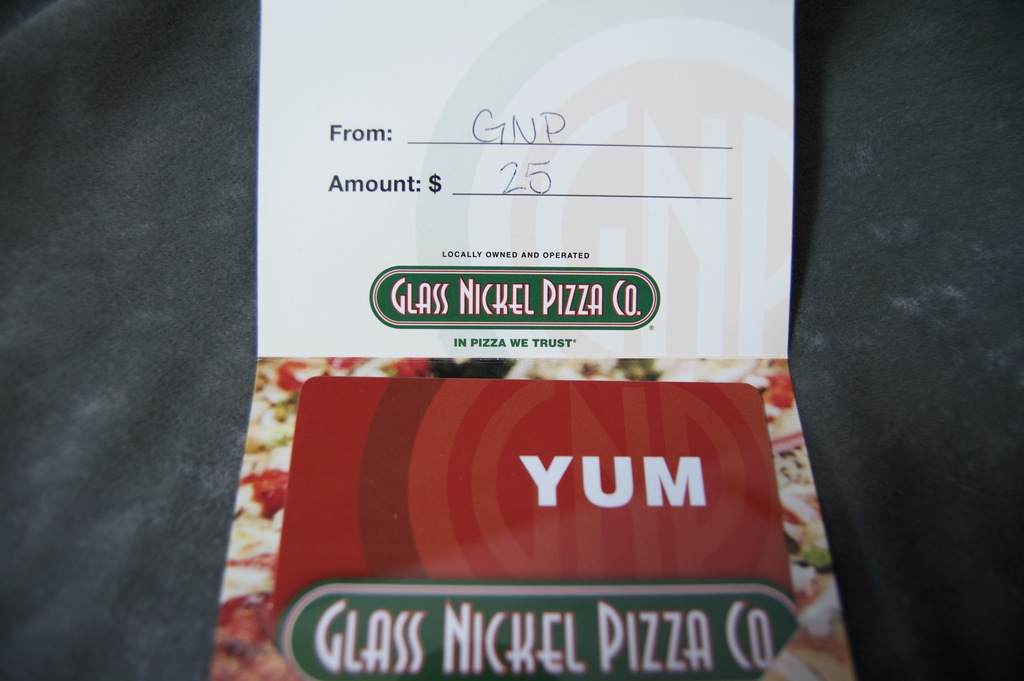 From: GNP
Amount: $ 25
LOCALLY OWNED AND OPERATED
GLASS NICKEL PIZZA CO.®
IN PIZZA WE TRUST®
YUM
GLASS NICKEL PIZZA CO